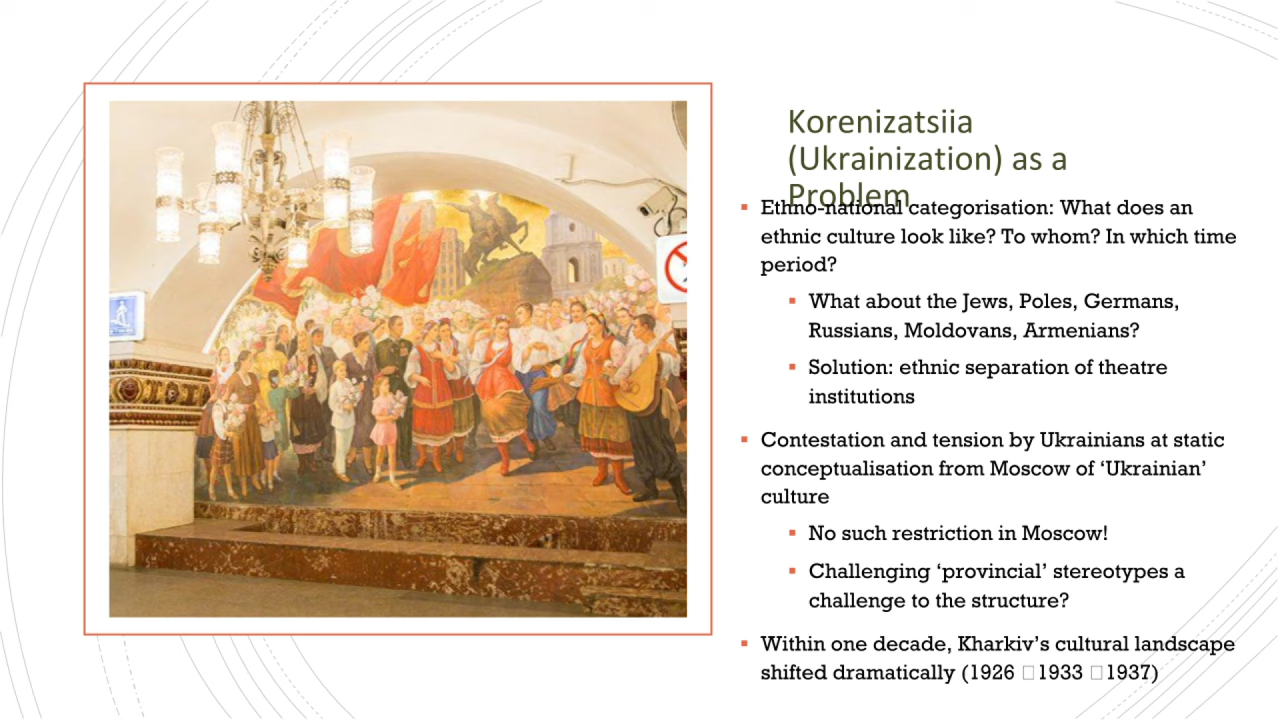 Korenizatsiia
(Ukrainization) as a
Problem
▪ Ethno-national categorisation: What does an
ethnic culture look like? To whom? In which time
period?
▪ What about the Jews, Poles, Germans,
Russians, Moldovans, Armenians?
▪ Solution: ethnic separation of theatre
institutions
▪ Contestation and tension by Ukrainians at static
conceptualisation from Moscow of ‘Ukrainian’
culture
▪ No such restriction in Moscow!
▪ Challenging ‘provincial’ stereotypes a
challenge to the structure?
▪ Within one decade, Kharkiv’s cultural landscape
shifted dramatically (1926 □1933 □1937)